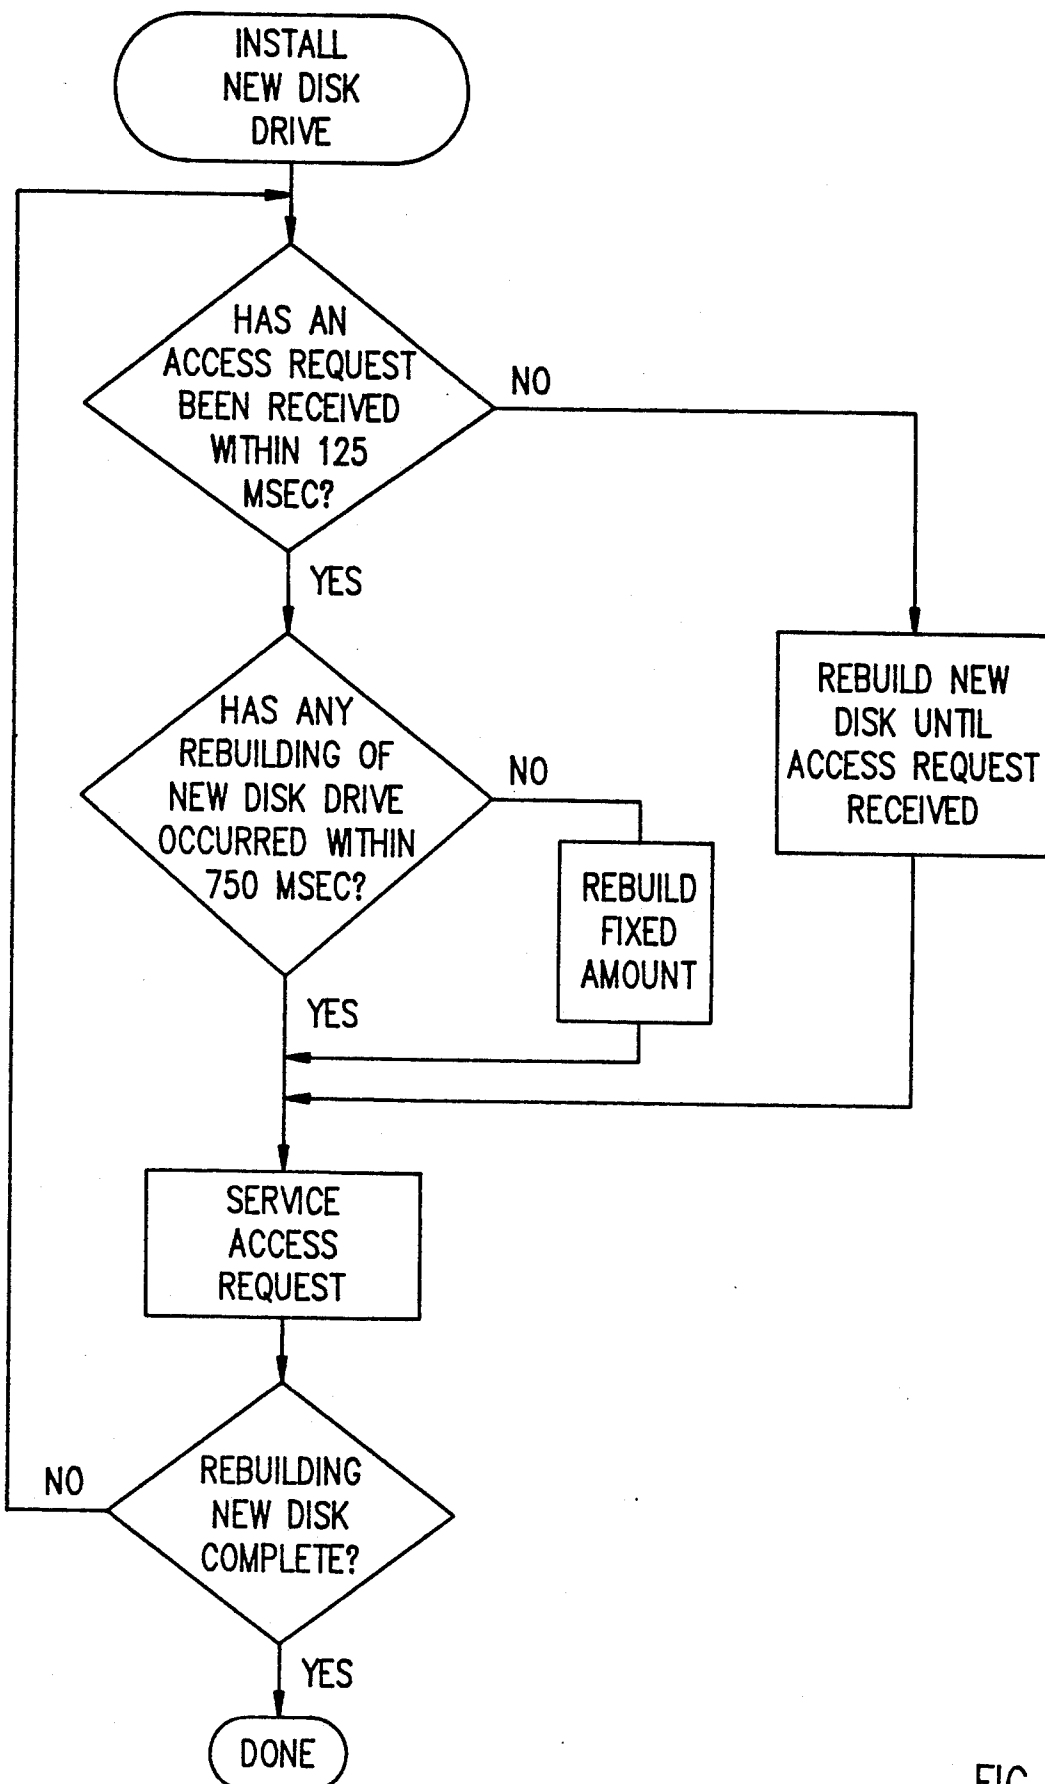 INSTALL
NEW DISK
DRIVE
HAS AN
ACCESS REQUEST
BEEN RECEIVED
WITHIN 125
MSEC?
NO
YES
HAS ANY
REBUILDING OF
NEW DISK DRIVE
OCCURRED WITHIN
750 MSEC?
NO
REBUILD
FIXED
AMOUNT
REBUILD NEW
DISK UNTIL
ACCESS REQUEST
RECEIVED
YES
SERVICE
ACCESS
REQUEST
REBUILDING
NEW DISK
COMPLETE?
NO
YES
DONE
FIG